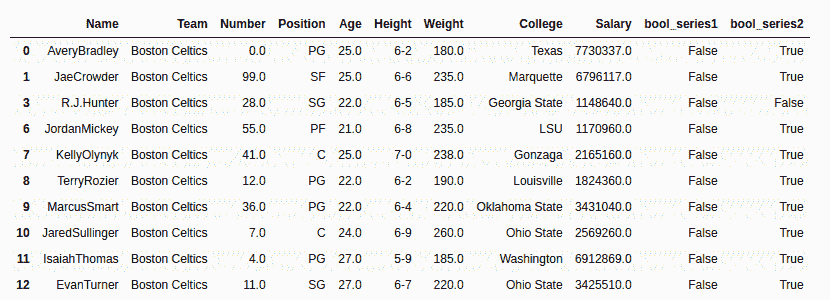 Name Team Number Position Age Height Weight College Salary bool_series1 bool_series2
0 AveryBradley Boston Celtics 0.0 PG 25.0 6-2 180.0 Texas 7730337.0 False True
1 JaeCrowder Boston Celtics 99.0 SF 25.0 6-6 235.0 Marquette 6796117.0 False True
3 R.J.Hunter Boston Celtics 28.0 SG 22.0 6-5 185.0 Georgia State 1148640.0 False False
6 JordanMickey Boston Celtics 55.0 PF 21.0 6-8 235.0 LSU 1170960.0 False True
7 KellyOlynyk Boston Celtics 41.0 C 25.0 7-0 238.0 Gonzaga 2165160.0 False True
8 TerryRozier Boston Celtics 12.0 PG 22.0 6-2 190.0 Louisville 1824360.0 False True
9 MarcusSmart Boston Celtics 36.0 PG 22.0 6-4 220.0 Oklahoma State 3431040.0 False True
10 JaredSullinger Boston Celtics 7.0 C 24.0 6-9 260.0 Ohio State 2569260.0 False True
11 IsaiahThomas Boston Celtics 4.0 PG 27.0 5-9 185.0 Washington 6912869.0 False True
12 EvanTurner Boston Celtics 11.0 SG 27.0 6-7 220.0 Ohio State 3425510.0 False True